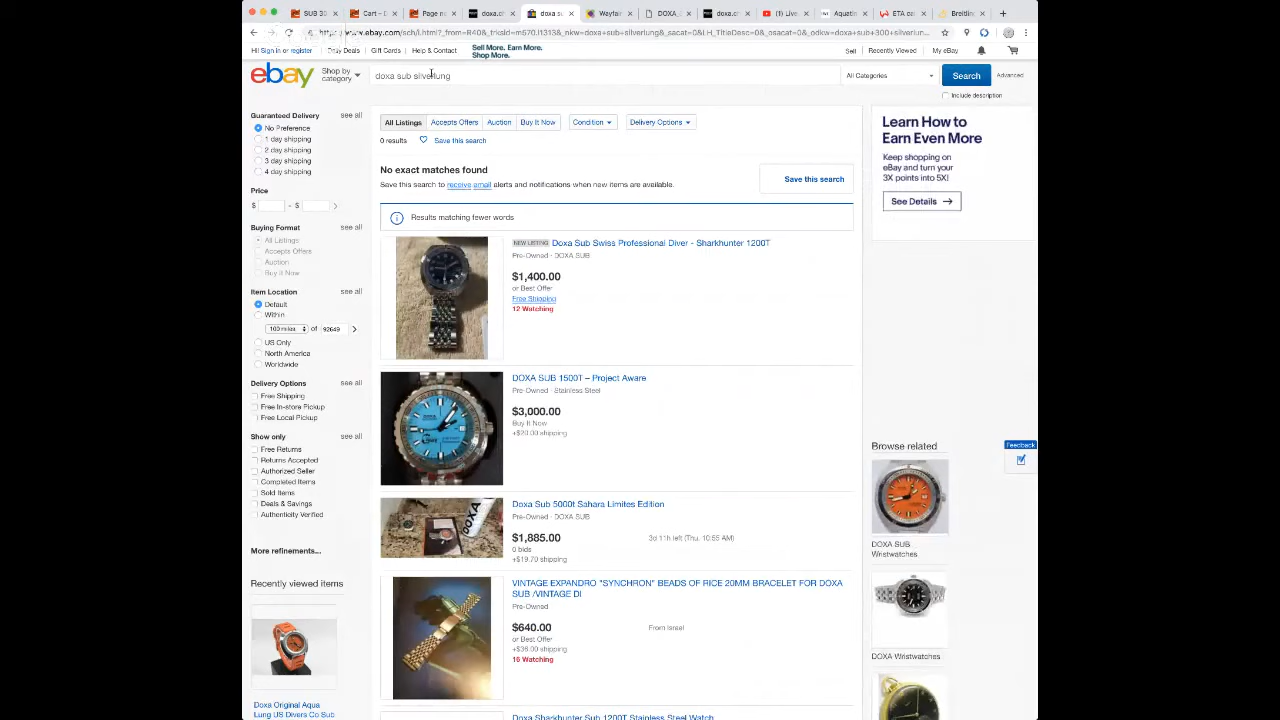 SUB 30
Cart – D
Page n
doxa.ch
doxa su
Wayfair
DOXA
doxa.c
(1) Live
Aquatin
ETA ca
Breitlin
https://www.ebay.com/sch/i.html?_from=R40&_trksid=m570.l1313&_nkw=doxa+sub+silverlung&_sacat=0&LH_TitleDesc=0&_osacat=0&_odkw=doxa+sub+300+silverlun...
Hi! Sign in or register
Daily Deals
Gift Cards
Help & Contact
Sell More. Earn More.
Shop More.
Sell
Recently Viewed
My eBay
ebay
Shop by
category
doxa sub silverlung
All Categories
Search
Advanced
Include description
Guaranteed Delivery
see all
No Preference
1 day shipping
2 day shipping
3 day shipping
4 day shipping
Price
$
- $
Buying Format
see all
All Listings
Accepts Offers
Auction
Buy It Now
Item Location
see all
Default
Within
100 miles
of
92649
US Only
North America
Worldwide
Delivery Options
see all
Free Shipping
Free In-store Pickup
Free Local Pickup
Show only
see all
Free Returns
Returns Accepted
Authorized Seller
Completed Items
Sold Items
Deals & Savings
Authenticity Verified
More refinements...
Recently viewed items
Doxa Original Aqua
Lung US Divers Co Sub
All Listings
Accepts Offers
Auction
Buy It Now
Condition
Delivery Options
0 results
Save this search
No exact matches found
Save this search to receive email alerts and notifications when new items are available.
Save this search
Results matching fewer words
NEW LISTING Doxa Sub Swiss Professional Diver - Sharkhunter 1200T
Pre-Owned · DOXA SUB
$1,400.00
or Best Offer
Free Shipping
12 Watching
DOXA SUB 1500T – Project Aware
Pre-Owned · Stainless Steel
$3,000.00
Buy It Now
+$20.00 shipping
Doxa Sub 5000t Sahara Limites Edition
Pre-Owned · DOXA SUB
$1,885.00
3d 11h left (Thu, 10:55 AM)
0 bids
+$19.70 shipping
DOXA
VINTAGE EXPANDRO "SYNCHRON" BEADS OF RICE 20MM BRACELET FOR DOXA
SUB /VINTAGE DI
Pre-Owned
$640.00
From Israel
or Best Offer
+$36.00 shipping
16 Watching
Doxa Sharkhunter Sub 1200T Stainless Steel Watch
Learn How to
Earn Even More
Keep shopping on
eBay and turn your
3X points into 5X!
See Details
Feedback
Browse related
DOXA SUB
Wristwatches
DOXA Wristwatches